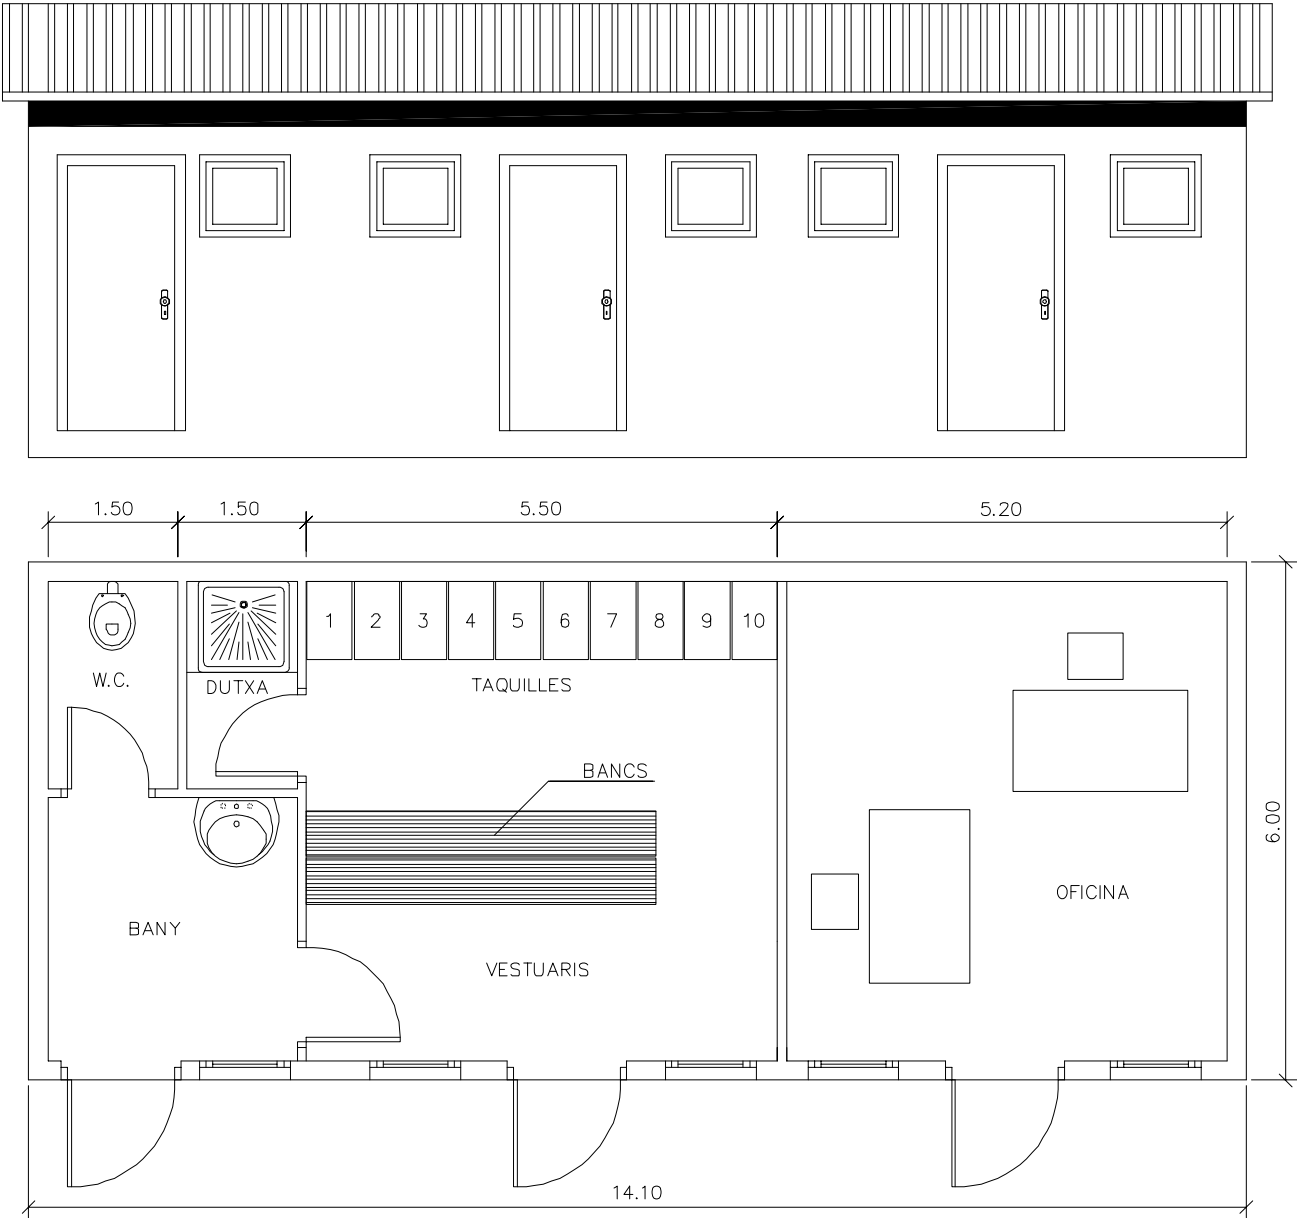 1.50 1.50 5.50 5.20
1 2 3 4 5 6 7 8 9 10
W.C. DUTXA TAQUILLES
BANCS
6.00
OFICINA
BANY
VESTUARIS
14.10